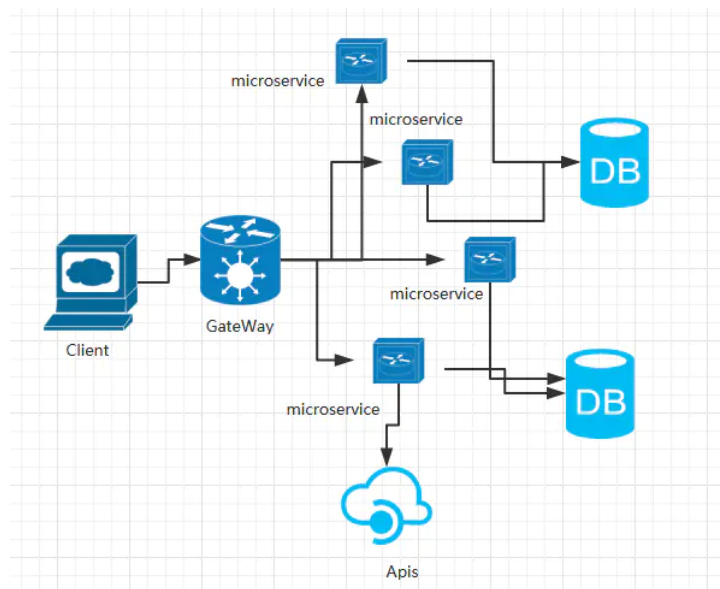 microservice
microservice
DB
microservice
GateWay
Client
microservice
DB
Apis